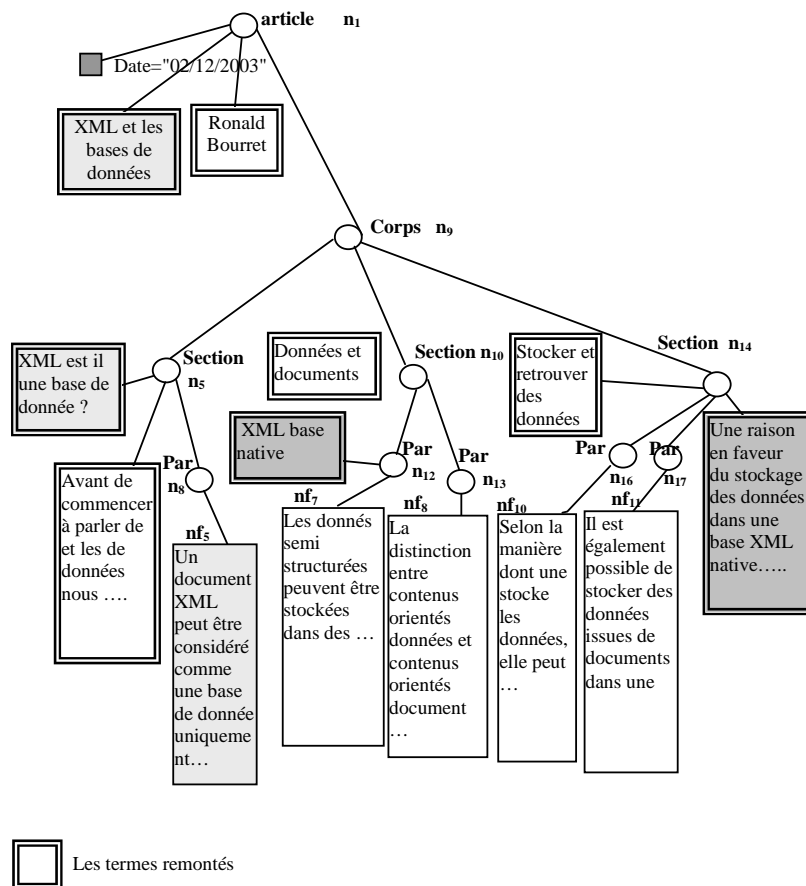 article n1
Date="02/12/2003"
XML et les
bases de
données
Ronald
Bourret
Corps n9
XML est il
une base de
donnée ?
Section
n5
Données et
documents
Section n10
Stocker et
retrouver
des
données
Section n14
Avant de
commencer
à parler de
et les de
données
nous ….
Par
n8
nf5
Un
document
XML
peut être
considéré
comme
une base
de donnée
uniqueme
nt…
XML base
native
Par
n12
nf7
Les donnés
semi
structurées
peuvent être
stockées
dans des …
Par
n13
nf8
La
distinction
entre
contenus
orientés
données et
contenus
orientés
document
…
Par
n16
nf10
Selon la
manière
dont une
stocke
les
données,
elle peut
…
Par
n17
nf11
Il est
également
possible de
stocker des
données
issues de
documents
dans une
Une raison
en faveur
du stockage
des données
dans une
base XML
native…..
Les termes remontés